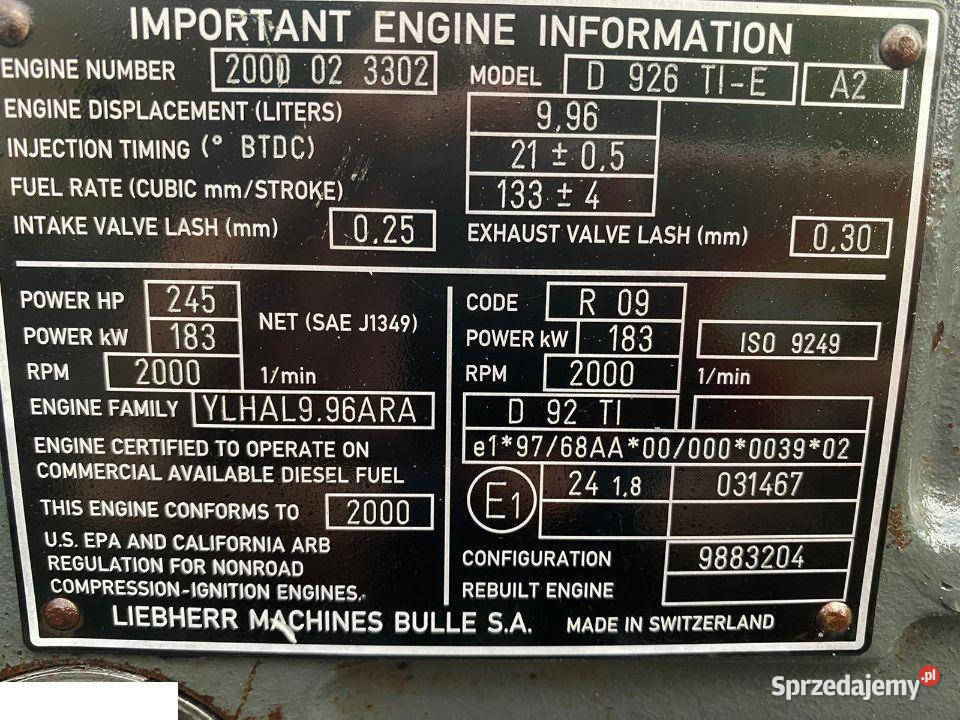 IMPORTANT ENGINE INFORMATION
ENGINE NUMBER 2000 02 3302 MODEL D 926 TI-E A2
ENGINE DISPLACEMENT (LITERS) 9,96
INJECTION TIMING (° BTDC) 21 ± 0,5
FUEL RATE (CUBIC mm/STROKE) 133 ± 4
INTAKE VALVE LASH (mm) 0,25 EXHAUST VALVE LASH (mm) 0,30
POWER HP 245
POWER kW 183 NET (SAE J1349)
RPM 2000 1/min
ENGINE FAMILY YLHAL9.96ARA
ENGINE CERTIFIED TO OPERATE ON
COMMERCIAL AVAILABLE DIESEL FUEL
THIS ENGINE CONFORMS TO 2000
U.S. EPA AND CALIFORNIA ARB
REGULATION FOR NONROAD
COMPRESSION-IGNITION ENGINES.
CODE R 09
POWER kW 183 ISO 9249
RPM 2000 1/min
D 92 TI
e1*97/68AA*00/000*0039*02
E1 24 1,8 031467
CONFIGURATION 9883204
REBUILT ENGINE
LIEBHERR MACHINES BULLE S.A. MADE IN SWITZERLAND
Sprzedajemy.pl